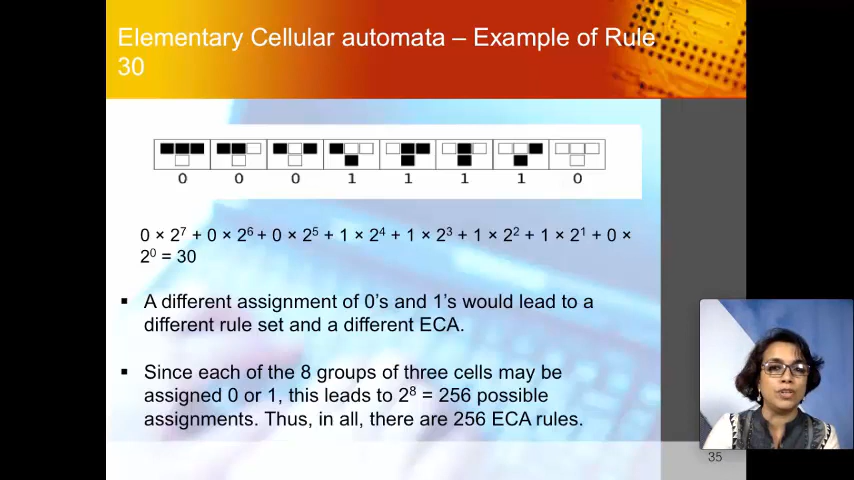 Elementary Cellular automata – Example of Rule
30
0 0 0 1 1 1 1 0
0 × 2⁷ + 0 × 2⁶ + 0 × 2⁵ + 1 × 2⁴ + 1 × 2³ + 1 × 2² + 1 × 2¹ + 0 ×
2⁰ = 30
▪ A different assignment of 0's and 1's would lead to a
different rule set and a different ECA.
▪ Since each of the 8 groups of three cells may be
assigned 0 or 1, this leads to 2⁸ = 256 possible
assignments. Thus, in all, there are 256 ECA rules.
35